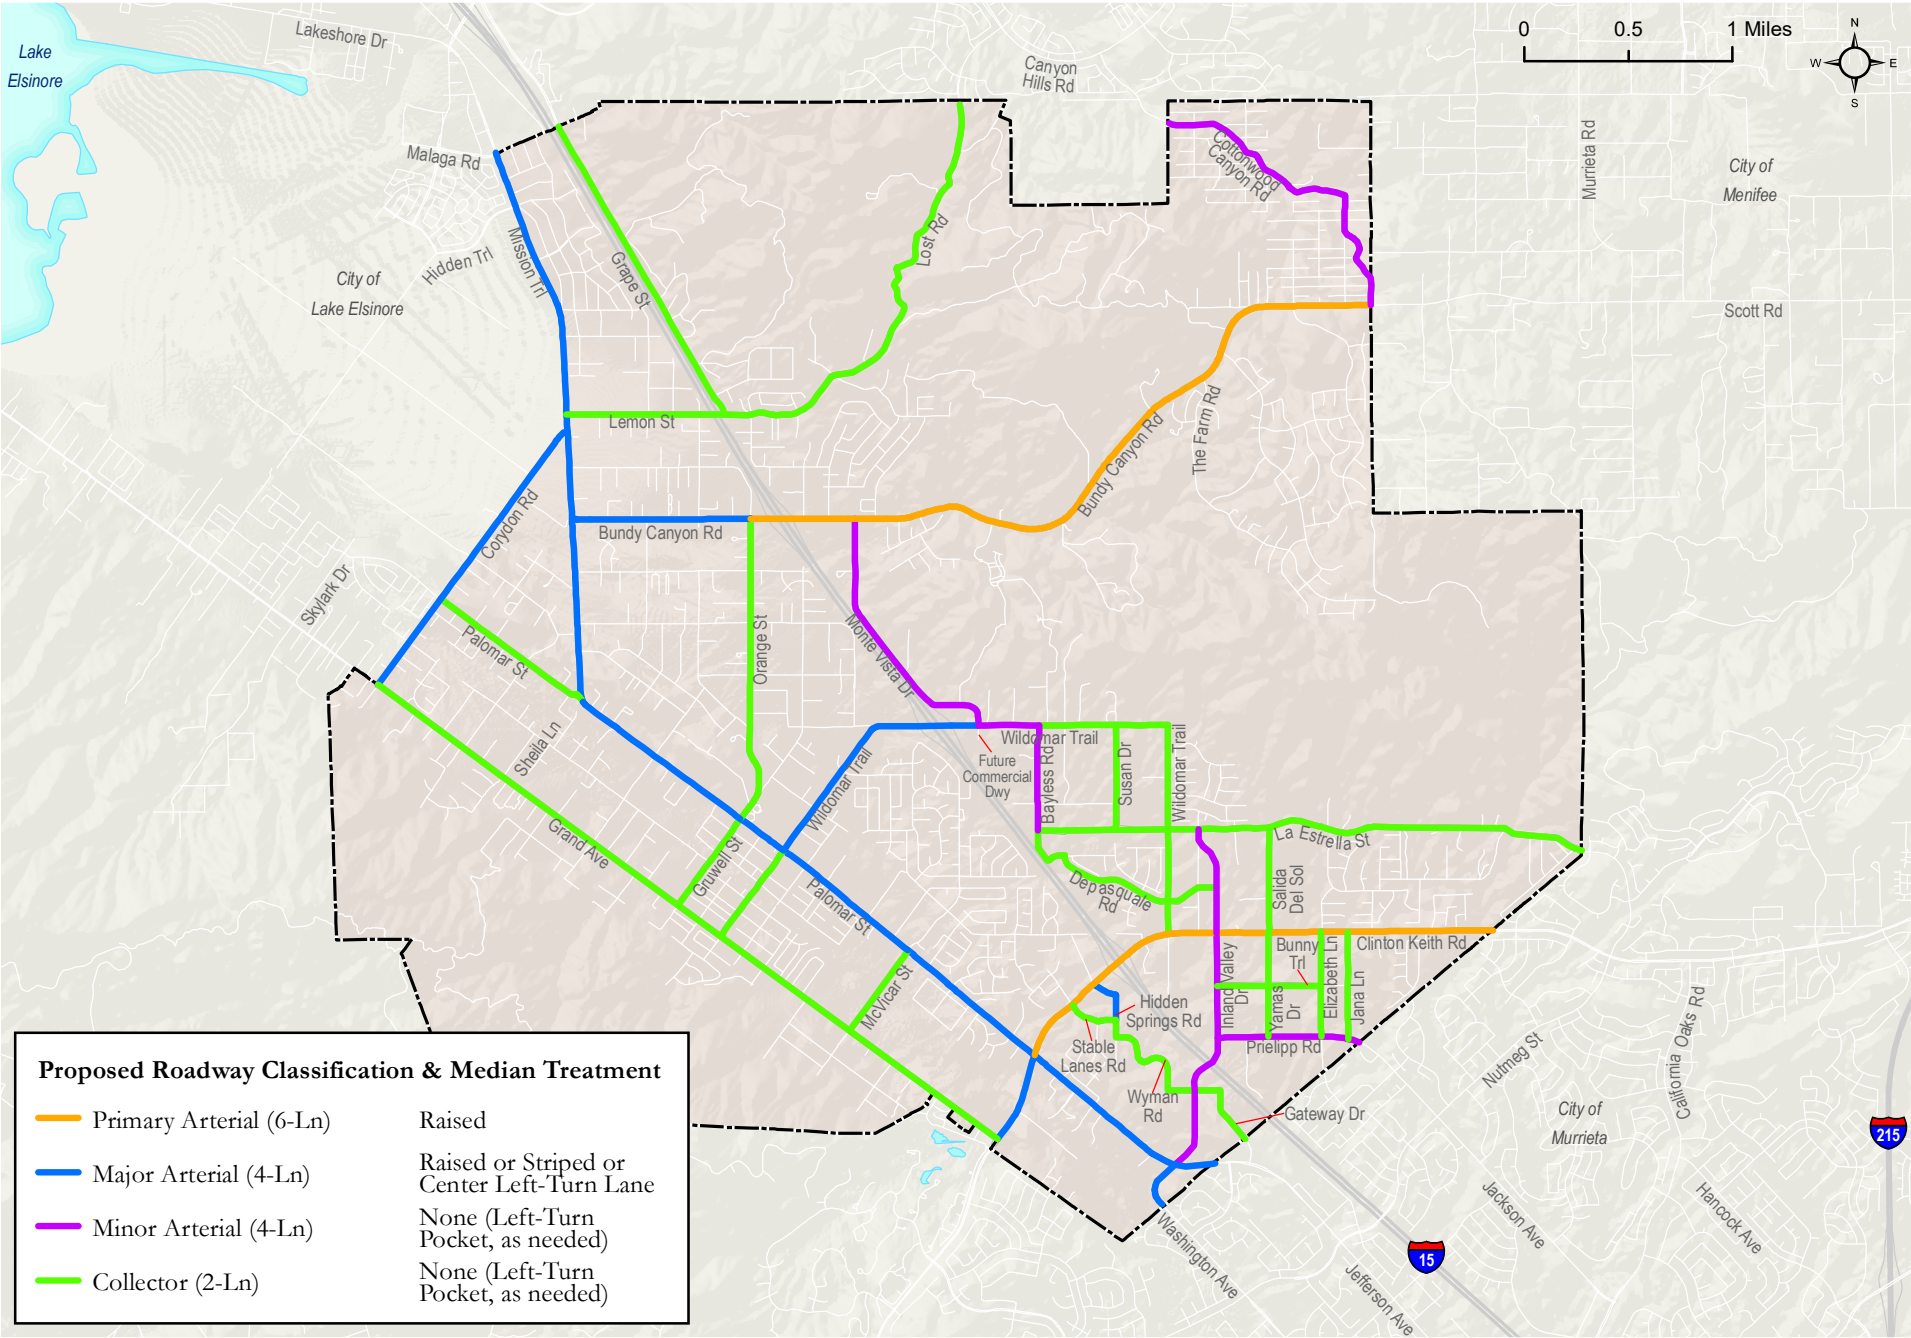 Lake
Elsinore
Lakeshore Dr
Canyon
Hills Rd
0 0.5 1 Miles
N
W E
S
Malaga Rd
Cottonwood
Canyon Rd
Murrieta Rd
City of
Menifee
Mission Trl
Hidden Trl
Grape St
Lost Rd
City of
Lake Elsinore
Scott Rd
Lemon St
The Farm Rd
Bundy Canyon Rd
Corydon Rd
Bundy Canyon Rd
Skylark Dr
Palomar St
Orange St
Monte Vista Dr
Sheila Ln
Wildomar Trail
Wildomar Trail
Future
Commercial
Dwy
Bayless Rd
Susan Dr
Wildomar Trail
Grand Ave
Gruwell St
La Estrella St
Palomar St
Depasquale
Rd
Salida
Del Sol
McVicar St
Inland Valley
Dr
Bunny
Trl
Elizabeth Ln
Clinton Keith Rd
Jana Ln
Yamas
Dr
Hidden
Springs Rd
Stable
Lanes Rd
Prielipp Rd
Wyman
Rd
Gateway Dr
Nutmeg St
California Oaks Rd
City of
Murrieta
215
15
Jackson Ave
Hancock Ave
Washington Ave
Jefferson Ave
Proposed Roadway Classification & Median Treatment
Primary Arterial (6-Ln) Raised
Major Arterial (4-Ln) Raised or Striped or
Center Left-Turn Lane
Minor Arterial (4-Ln) None (Left-Turn
Pocket, as needed)
Collector (2-Ln) None (Left-Turn
Pocket, as needed)